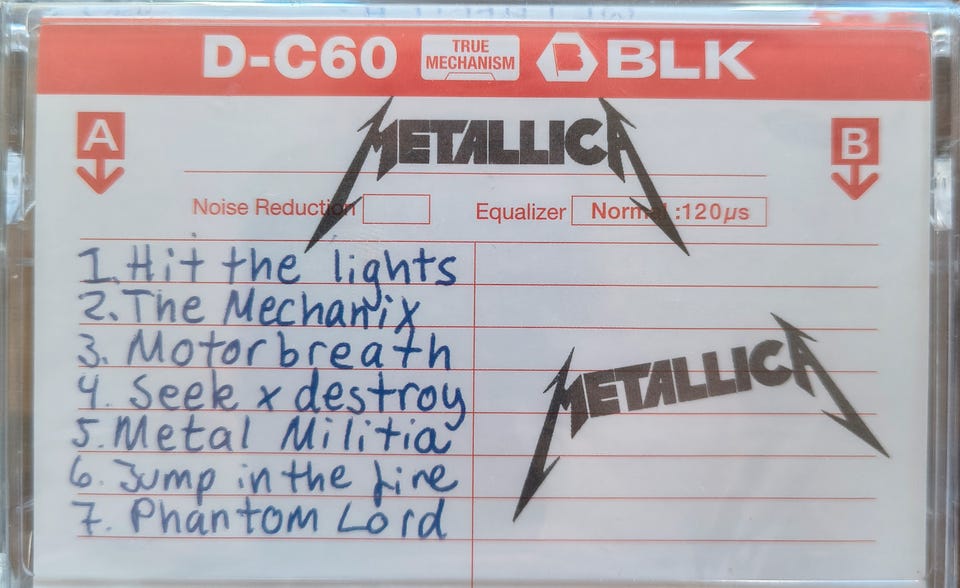 D-C60 TRUE MECHANISM BLK
A METALLICA B
Noise Reduction Equalizer Normal :120μs
1. Hit the lights
2. The Mechanix
3. Motorbreath
4. Seek x destroy
METALLICA
5. Metal Militia
6. Jump in the fire
7. Phantom Lord